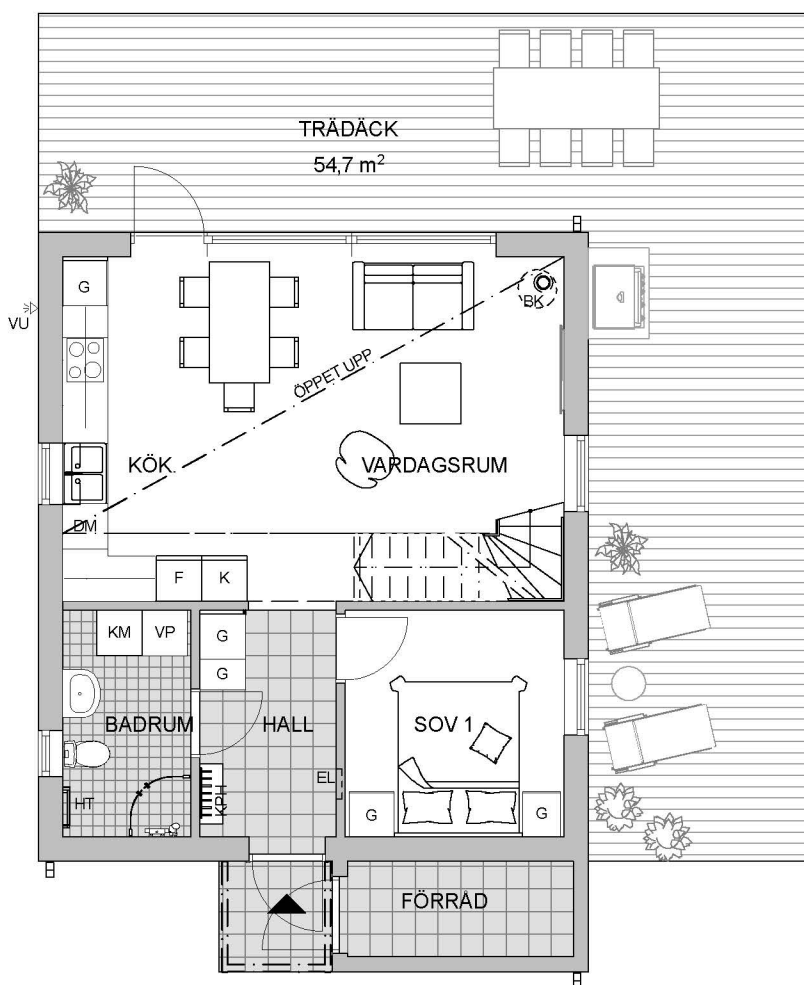 TRÄDÄCK
54,7 m²
G
BK
VU
ÖPPET UPP
KÖK
VARDAGSRUM
DM
F
K
KM
VP
G
G
BADRUM
HALL
SOV 1
EL
HT
KPH
G
G
FÖRRÅD